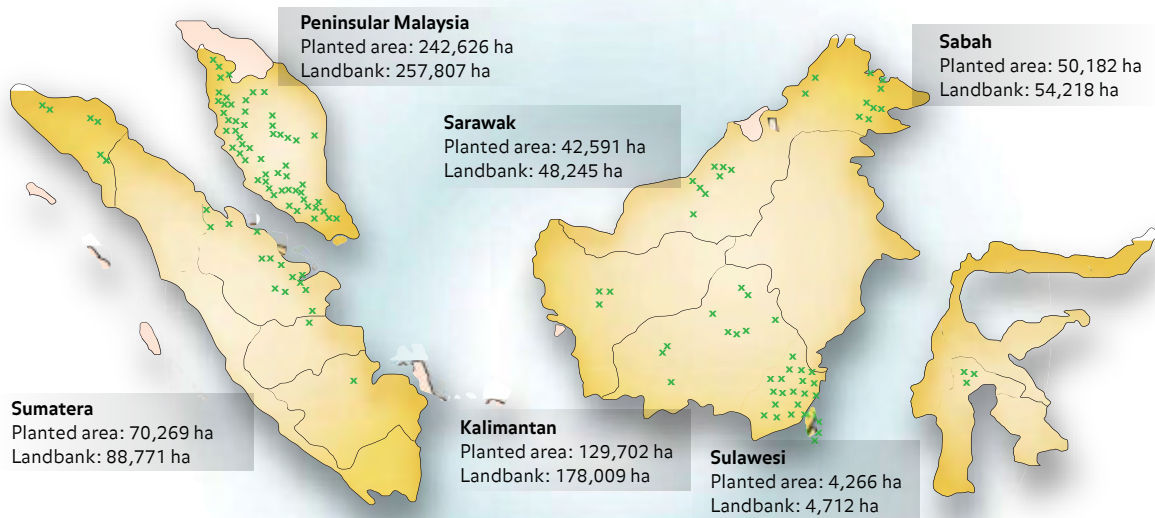 Peninsular Malaysia
Planted area: 242,626 ha
Landbank: 257,807 ha
Sabah
Planted area: 50,182 ha
Landbank: 54,218 ha
Sarawak
Planted area: 42,591 ha
Landbank: 48,245 ha
Sumatera
Planted area: 70,269 ha
Landbank: 88,771 ha
Kalimantan
Planted area: 129,702 ha
Landbank: 178,009 ha
Sulawesi
Planted area: 4,266 ha
Landbank: 4,712 ha